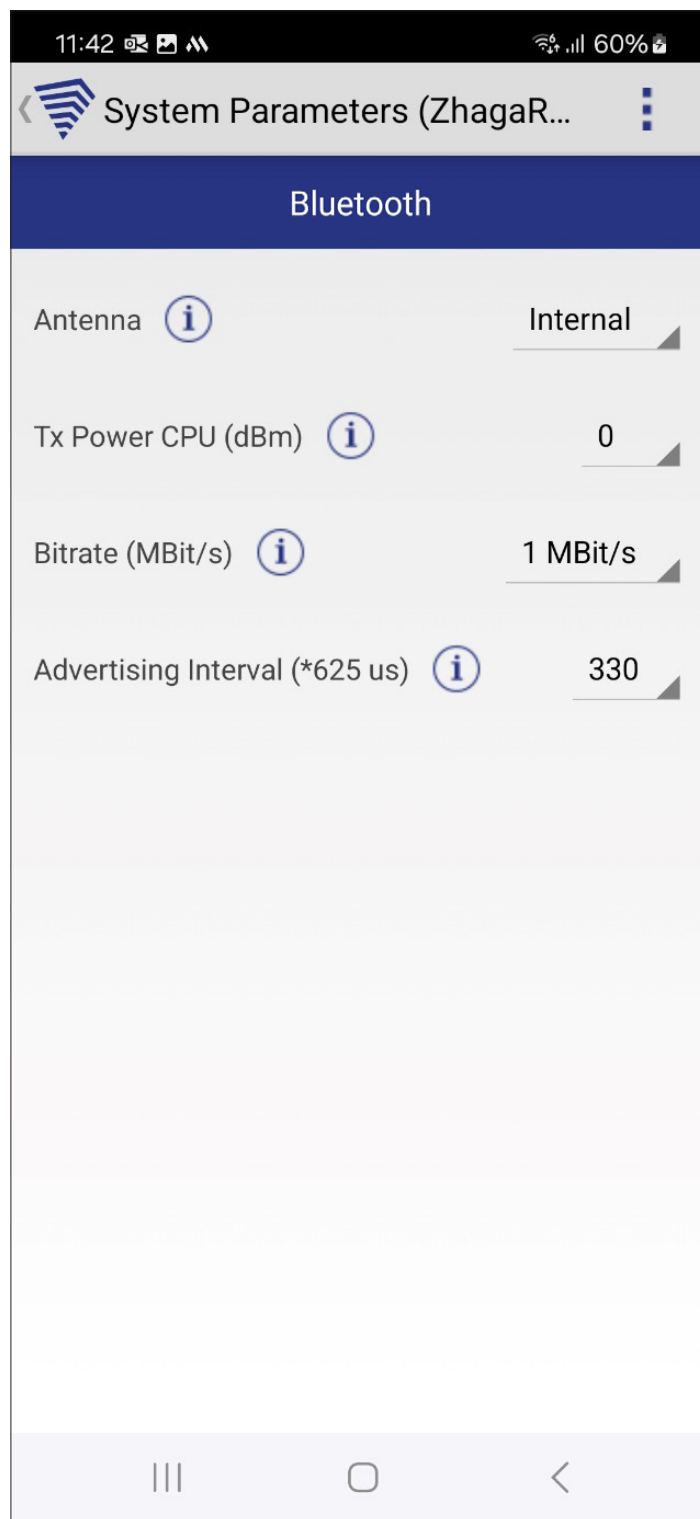 11:42
60%
System Parameters (ZhagaR...
Bluetooth
Antenna i Internal
Tx Power CPU (dBm) i 0
Bitrate (MBit/s) i 1 MBit/s
Advertising Interval (*625 us) i 330